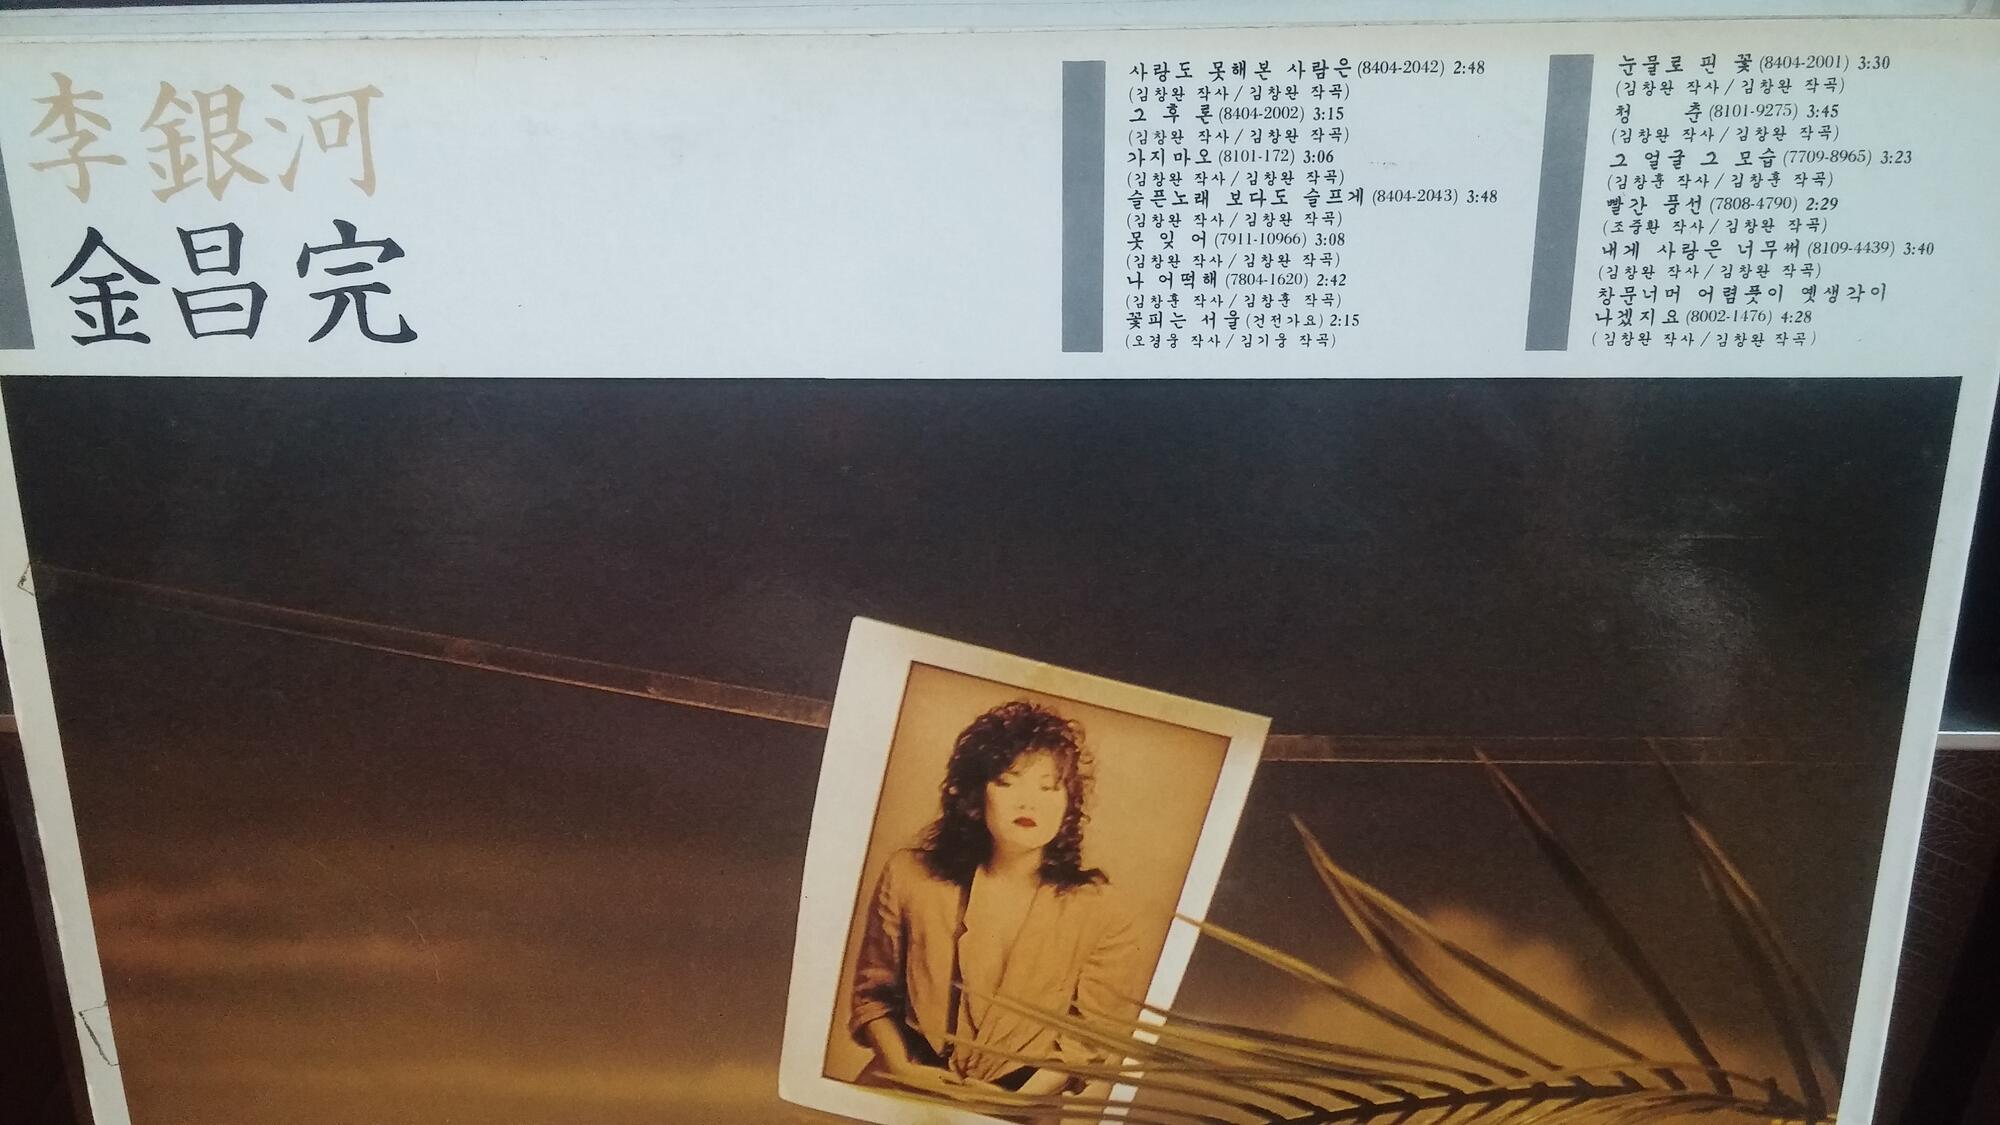 李銀河
金昌完
사랑도 못해본 사람은 (8404-2042) 2:48
(김창완 작사/김창완 작곡)
그 후 론 (8404-2002) 3:15
(김창완 작사/김창완 작곡)
가지마오 (8101-172) 3:06
(김창완 작사/김창완 작곡)
슬픈노래 보다도 슬프게 (8404-2043) 3:48
(김창완 작사/김창완 작곡)
못 잊 어 (7911-10966) 3:08
(김창완 작사/김창완 작곡)
나 어떡해 (7804-1620) 2:42
(김창훈 작사/김창훈 작곡)
꽃피는 서울 (건전가요) 2:15
(오경웅 작사/김기웅 작곡)
눈물로 핀 꽃 (8404-2001) 3:30
(김창완 작사/김창완 작곡)
청 춘 (8101-9275) 3:45
(김창완 작사/김창완 작곡)
그 얼굴 그 모습 (7709-8965) 3:23
(김창훈 작사/김창훈 작곡)
빨간 풍선 (7808-4790) 2:29
(조중환 작사/김창완 작곡)
내게 사랑은 너무써 (8109-4439) 3:40
(김창완 작사/김창완 작곡)
창문너머 어렴풋이 옛생각이
나겠지요 (8002-1476) 4:28
(김창완 작사/김창완 작곡)